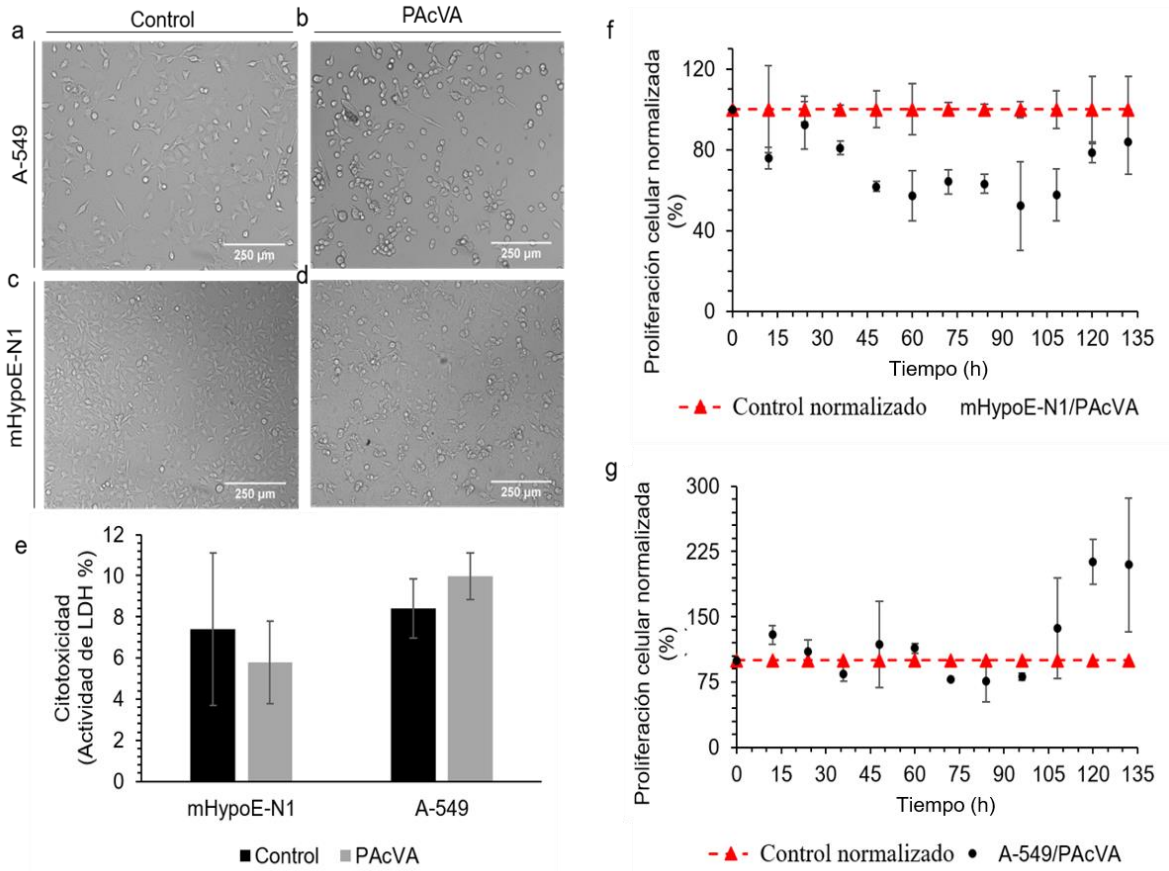 Control
PAcVA
a
b
A-549
250 µm
250 µm
c
d
mHypoE-N1
250 µm
250 µm
e
Citotoxicidad
(Actividad de LDH %)
12
10
8
6
4
2
0
mHypoE-N1
A-549
Control
PAcVA
f
Proliferación celular normalizada
(%)
120
80
40
0
0 15 30 45 60 75 90 105 120 135
Tiempo (h)
Control normalizado mHypoE-N1/PAcVA
g
Proliferación celular normalizada
(%)
300
225
150
75
0
0 15 30 45 60 75 90 105 120 135
Tiempo (h)
Control normalizado A-549/PAcVA